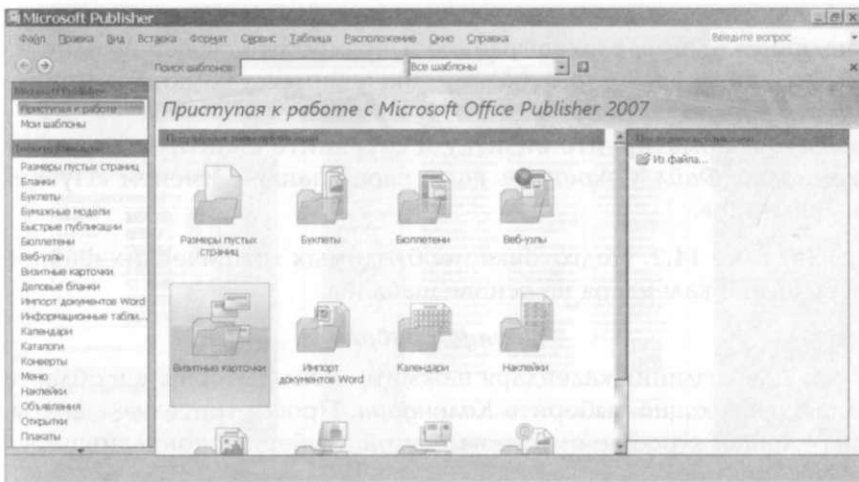 Microsoft Publisher
Файл Правка Вид Вставка Формат Сервис Таблица Расположение Окно Справка
Введите вопрос
Поиск шаблонов:
Все шаблоны
Microsoft Publisher
Приступая к работе
Мои шаблоны
Размеры пустых страниц
Бланки
Буклеты
Бумажные модели
Быстрые публикации
Бюллетени
Веб-узлы
Визитные карточки
Деловые бланки
Импорт документов Word
Информационные табли...
Календари
Каталоги
Конверты
Меню
Наклейки
Объявления
Открытки
Плакаты
Приступая к работе с Microsoft Office Publisher 2007
Размеры пустых
страниц
Буклеты
Бюллетени
Веб-узлы
Визитные карточки
Импорт
документов Word
Календари
Наклейки
Из файла...